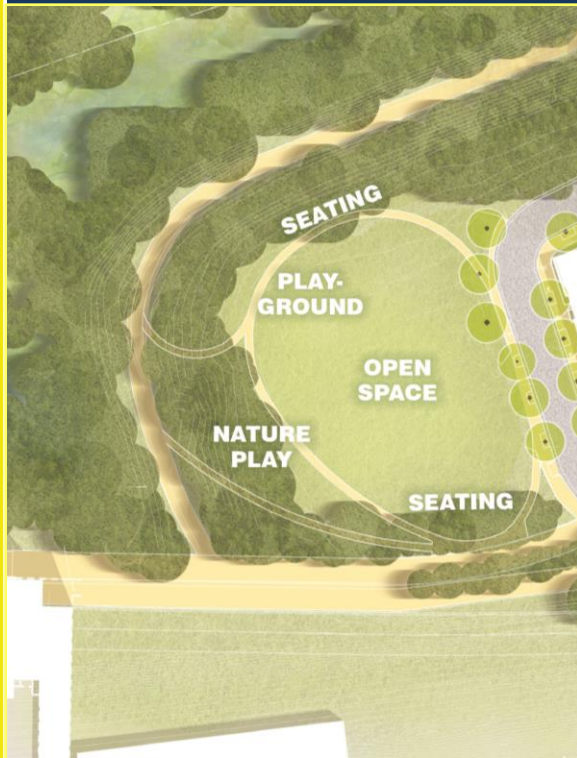 SEATING
PLAY-
GROUND
OPEN
SPACE
NATURE
PLAY
SEATING